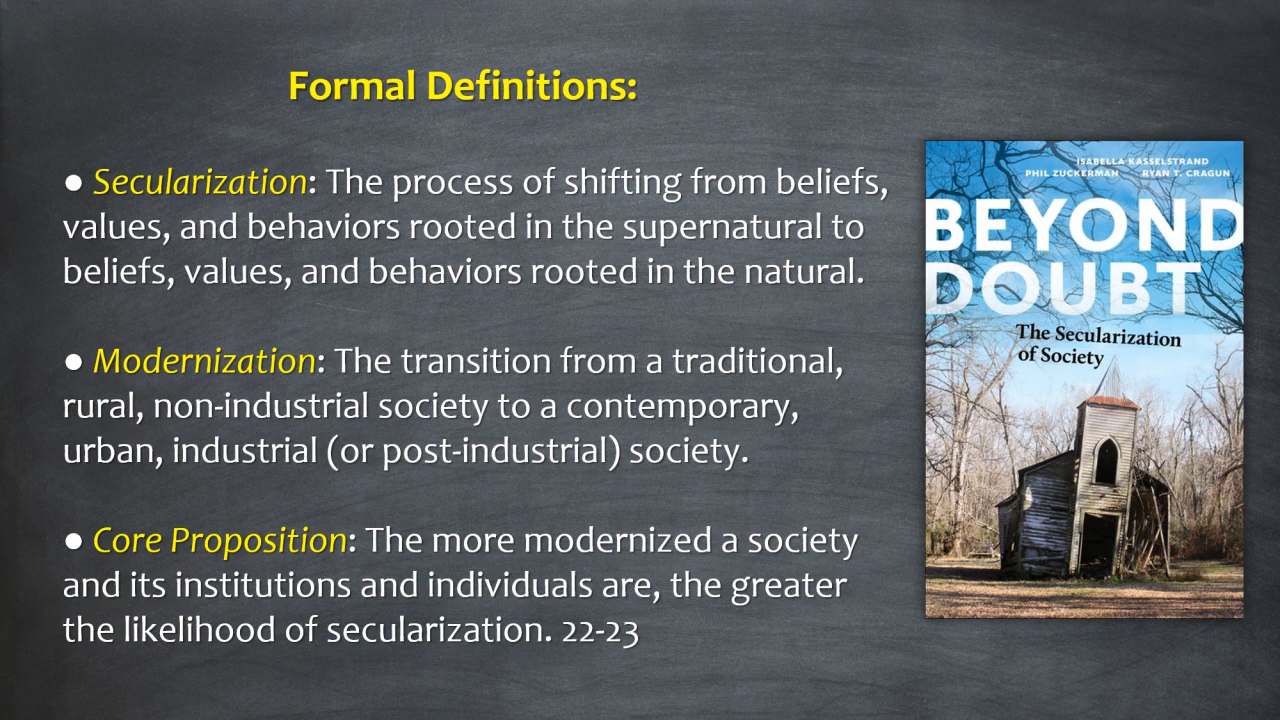 Formal Definitions:
● Secularization: The process of shifting from beliefs,
values, and behaviors rooted in the supernatural to
beliefs, values, and behaviors rooted in the natural.
● Modernization: The transition from a traditional,
rural, non-industrial society to a contemporary,
urban, industrial (or post-industrial) society.
● Core Proposition: The more modernized a society
and its institutions and individuals are, the greater
the likelihood of secularization. 22-23
ISABELLA KASSELSTRAND
PHIL ZUCKERMAN RYAN T. CRAGUN
BEYOND
DOUBT
The Secularization
of Society